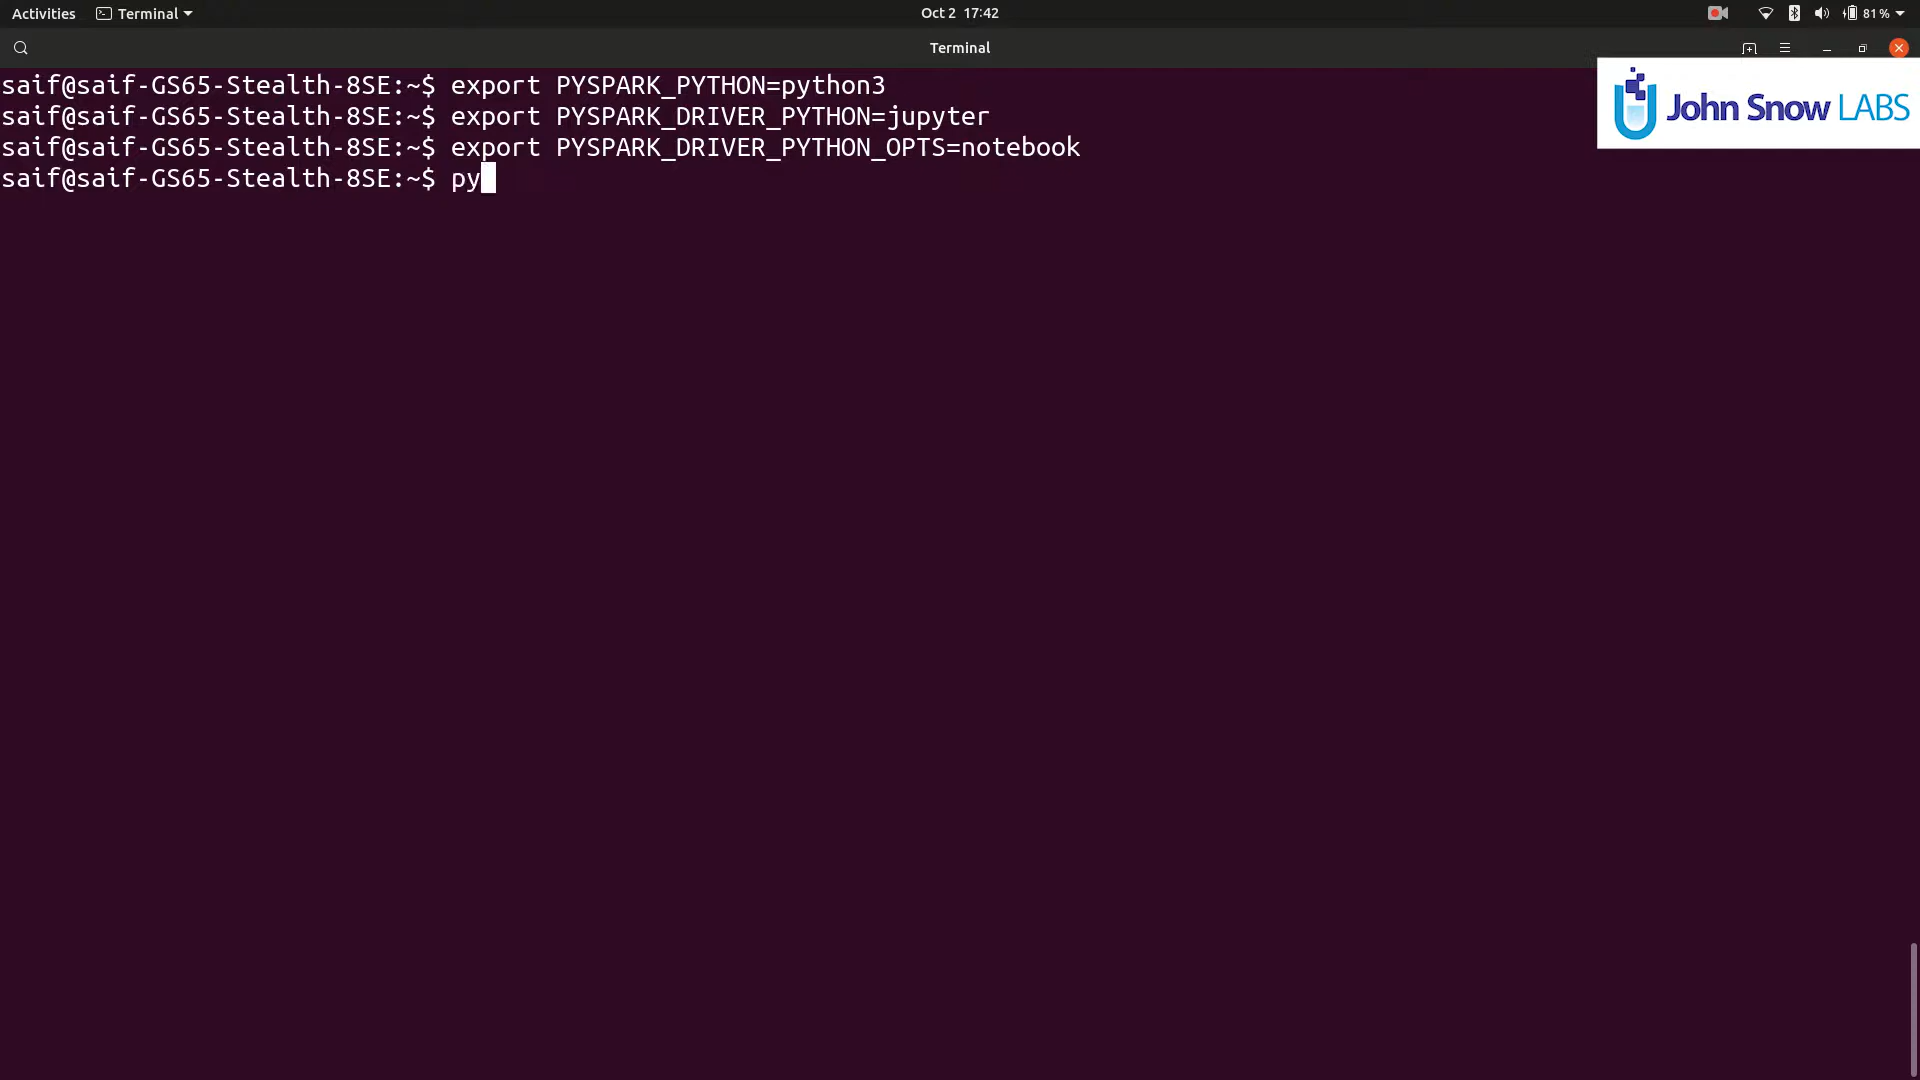 Activities Terminal Oct 2 17:42 81%
Terminal
John Snow LABS
saif@saif-GS65-Stealth-8SE:~$ export PYSPARK_PYTHON=python3
saif@saif-GS65-Stealth-8SE:~$ export PYSPARK_DRIVER_PYTHON=jupyter
saif@saif-GS65-Stealth-8SE:~$ export PYSPARK_DRIVER_PYTHON_OPTS=notebook
saif@saif-GS65-Stealth-8SE:~$ py